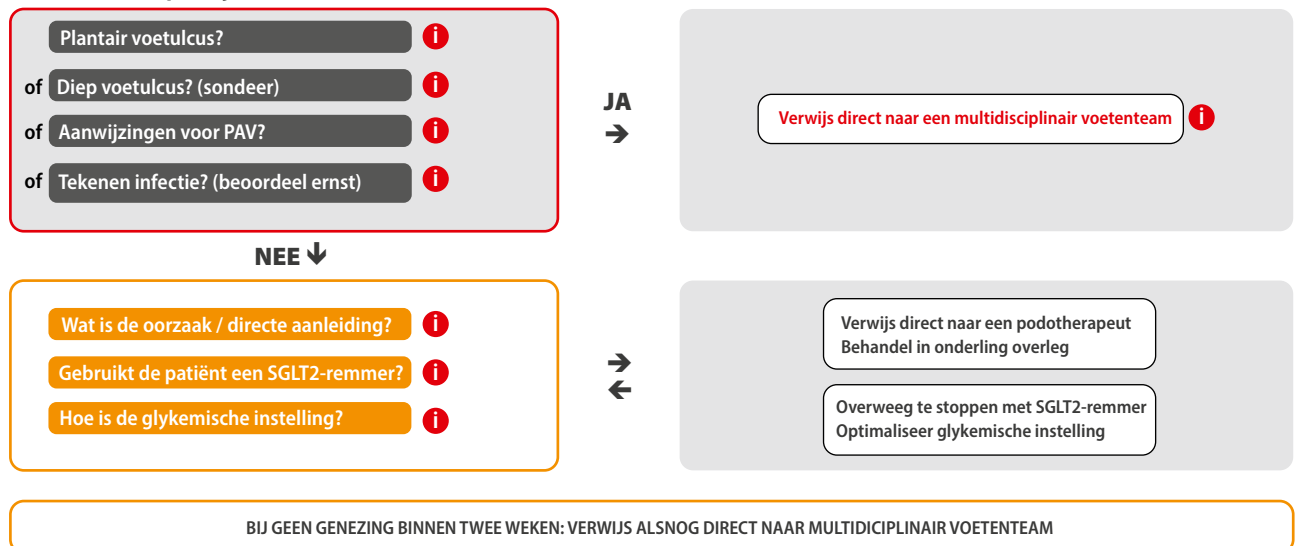 Plantair voetulcus? i
of Diep voetulcus? (sondeer) i
of Aanwijzingen voor PAV? i
of Tekenen infectie? (beoordeel ernst) i
JA
→
Verwijs direct naar een multidisciplinair voetenteam i
NEE ↓
Wat is de oorzaak / directe aanleiding? i
Gebruikt de patiënt een SGLT2-remmer? i
Hoe is de glykemische instelling? i
→
←
Verwijs direct naar een podotherapeut
Behandel in onderling overleg
Overweeg te stoppen met SGLT2-remmer
Optimaliseer glykemische instelling
BIJ GEEN GENEZING BINNEN TWEE WEKEN: VERWIJS ALSNOG DIRECT NAAR MULTIDICIPLINAIR VOETENTEAM